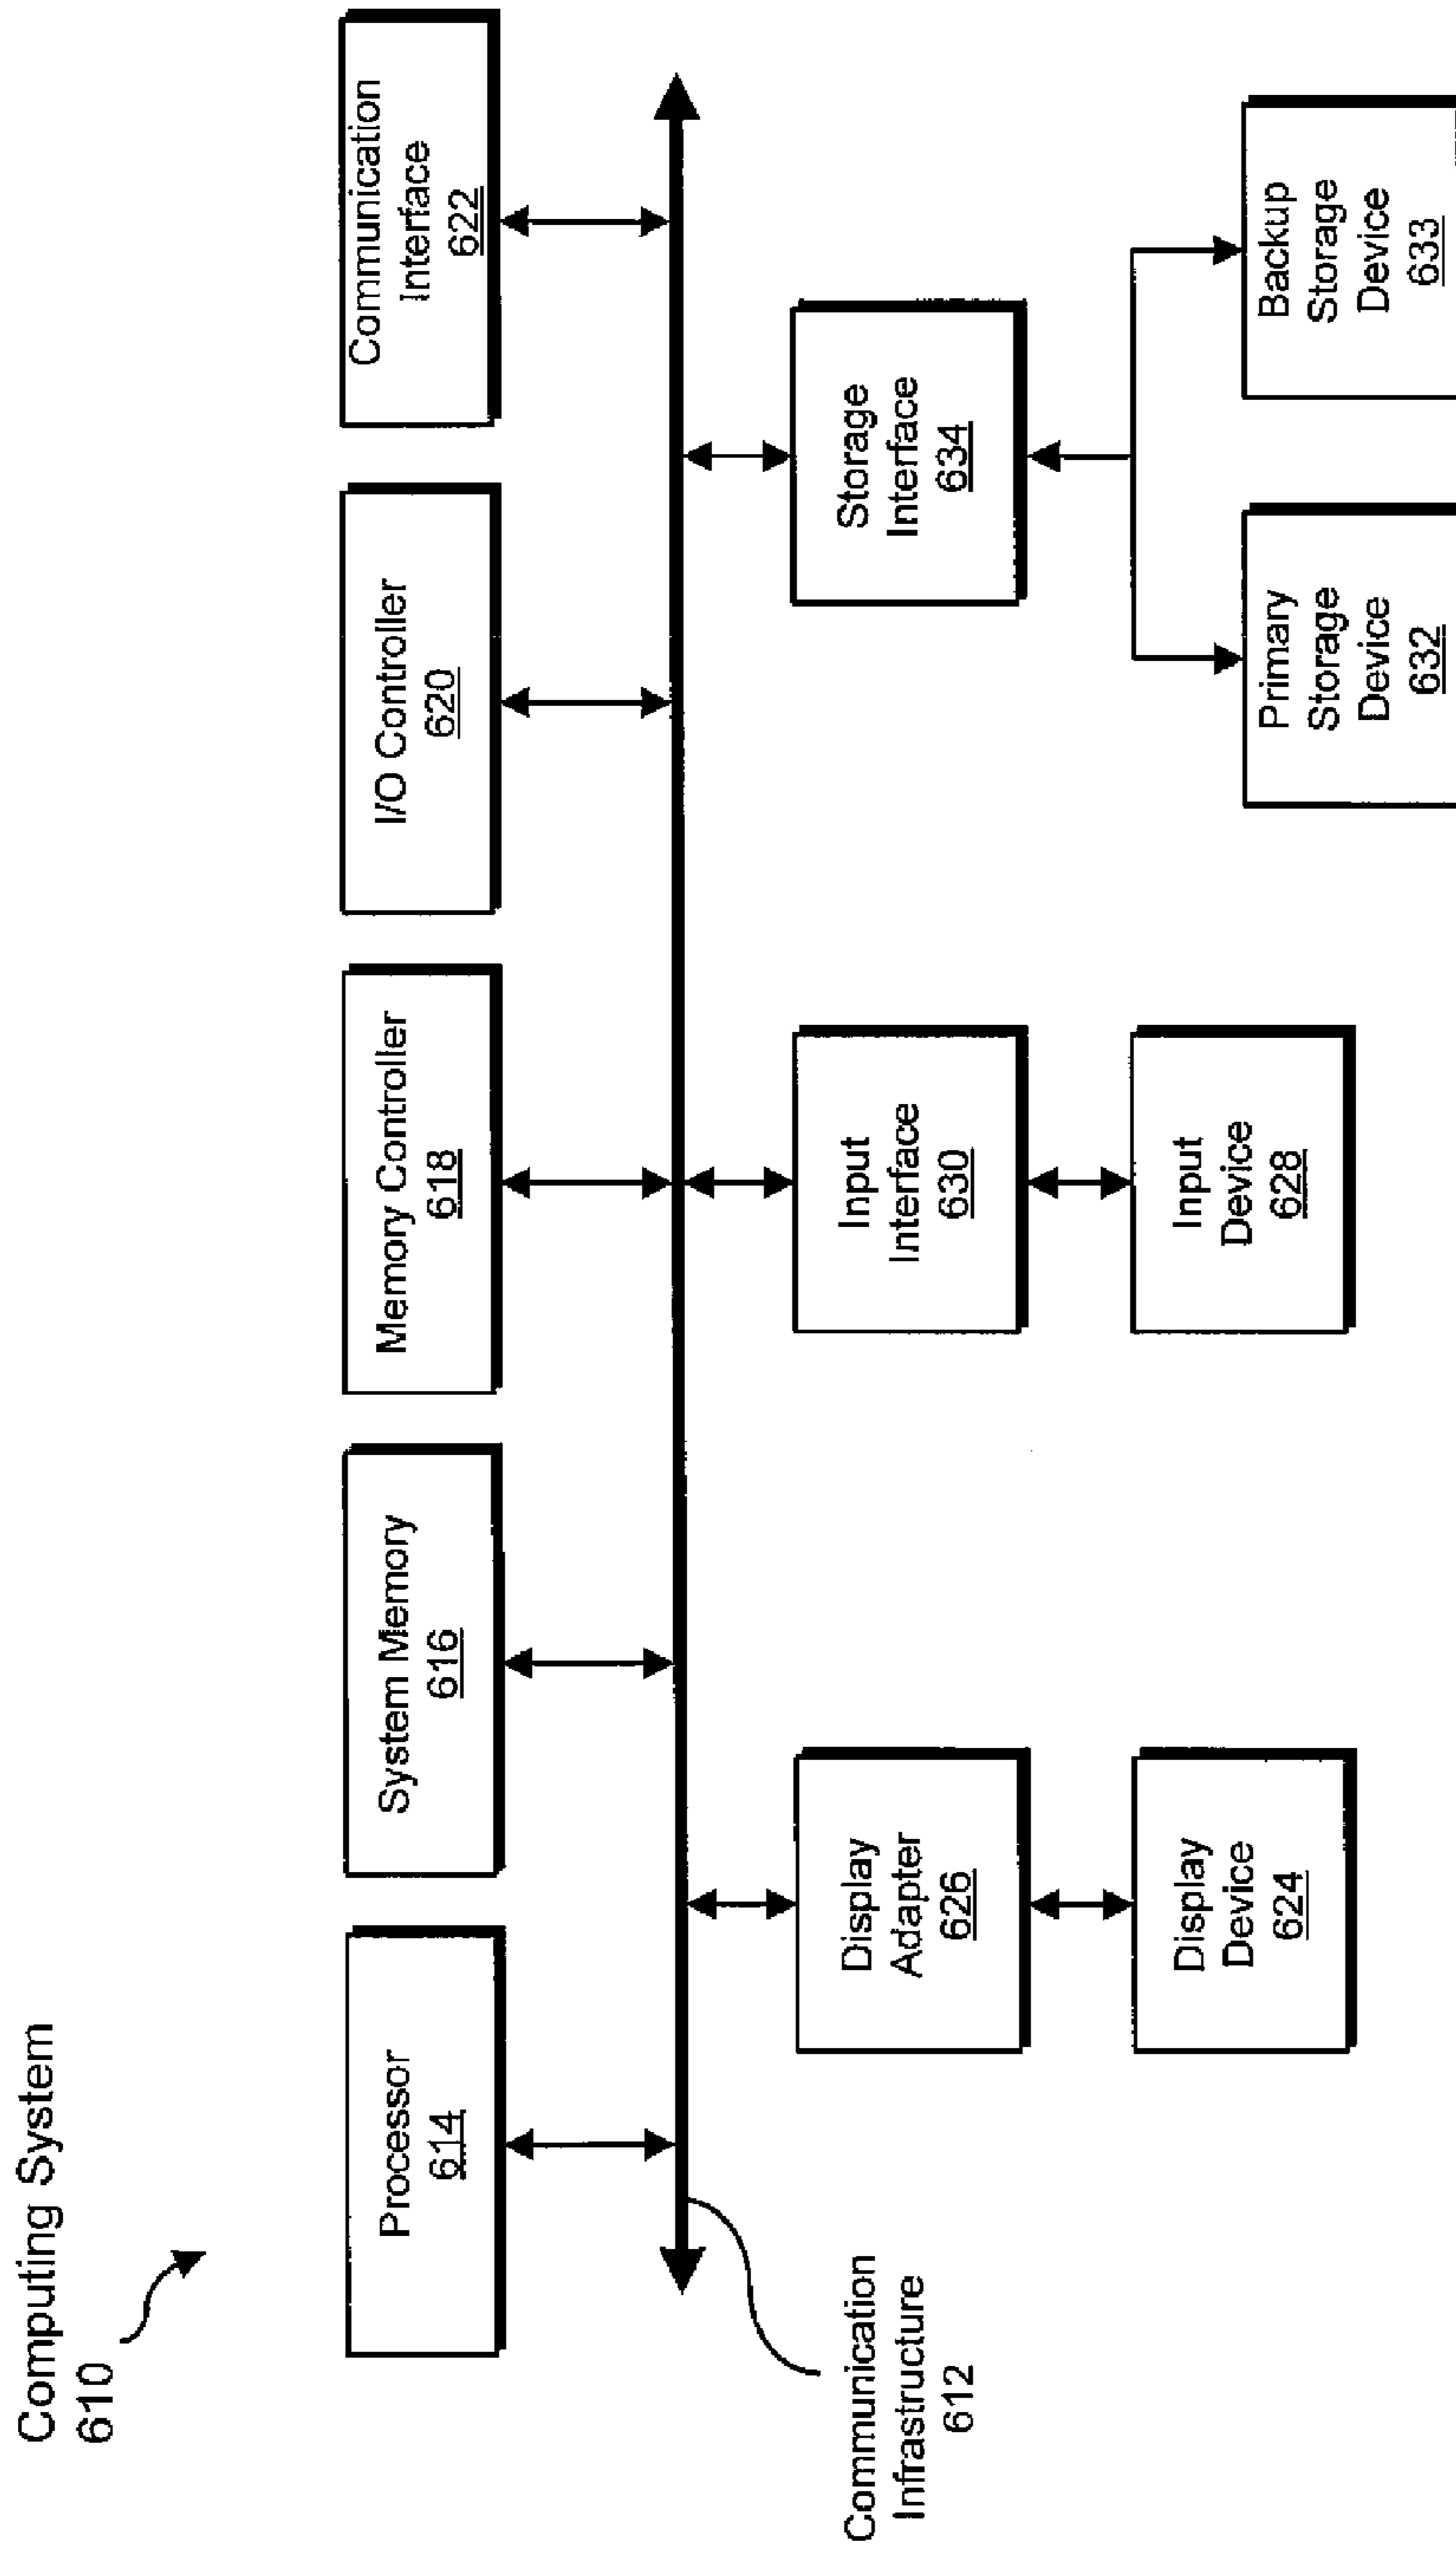 Computing System
610
Processor
614
System Memory
616
Memory Controller
618
I/O Controller
620
Communication
Interface
622
Communication
Infrastructure
612
Display
Adapter
626
Input
Interface
630
Storage
Interface
634
Display
Device
624
Input
Device
628
Primary
Storage
Device
632
Backup
Storage
Device
633